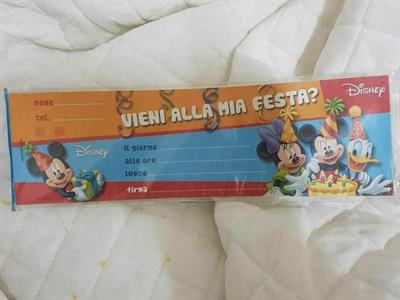 nome
tel.
VIENI ALLA MIA FESTA?
Disney
Disney
il giorno
alle ore
luogo
firma